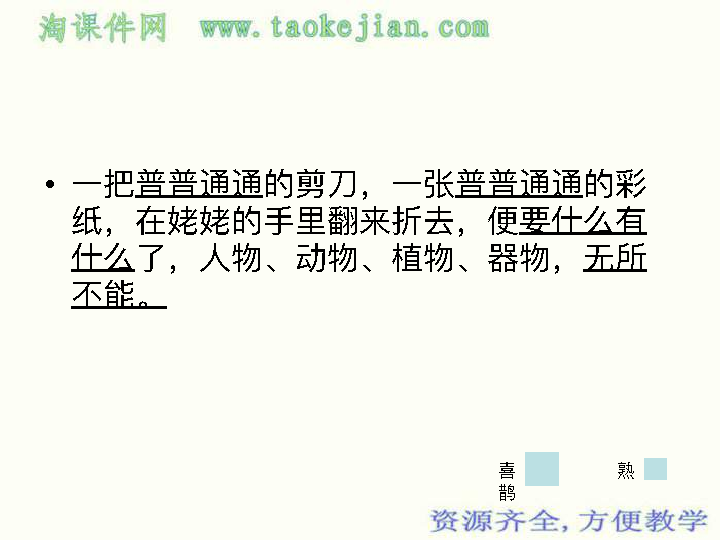 淘课件网 www.taokejian.com
• 一把普普通通的剪刀，一张普普通通的彩
纸，在姥姥的手里翻来折去，便要什么有
什么了，人物、动物、植物、器物，无所
不能。
喜 熟
鹊
资源齐全,方便教学